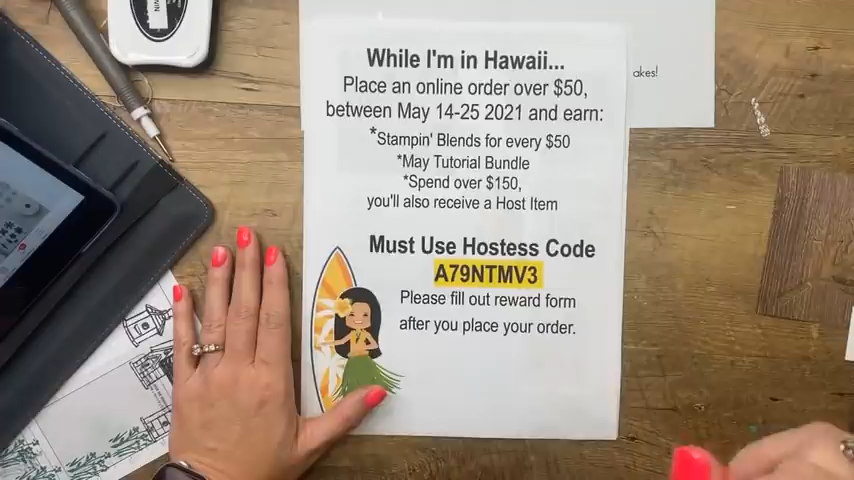 While I'm in Hawaii...
Place an online order over $50,
akes!
between May 14-25 2021 and earn:
*Stampin' Blends for every $50
*May Tutorial Bundle
*Spend over $150,
you'll also receive a Host Item
Must Use Hostess Code
A79NTMV3
Please fill out reward form
after you place your order.